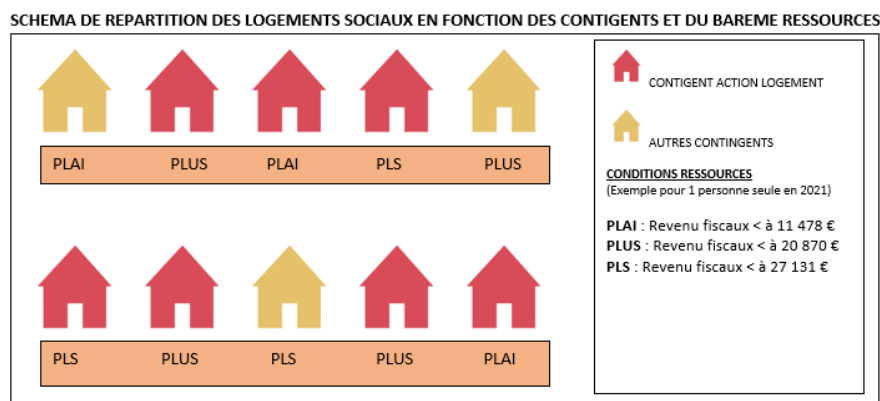 SCHEMA DE REPARTITION DES LOGEMENTS SOCIAUX EN FONCTION DES CONTIGENTS ET DU BAREME RESSOURCES
PLAI PLUS PLAI PLS PLUS
PLS PLUS PLS PLUS PLAI
CONTIGENT ACTION LOGEMENT
AUTRES CONTINGENTS
CONDITIONS RESSOURCES
(Exemple pour 1 personne seule en 2021)
PLAI : Revenu fiscaux < à 11 478 €
PLUS : Revenu fiscaux < à 20 870 €
PLS : Revenu fiscaux < à 27 131 €